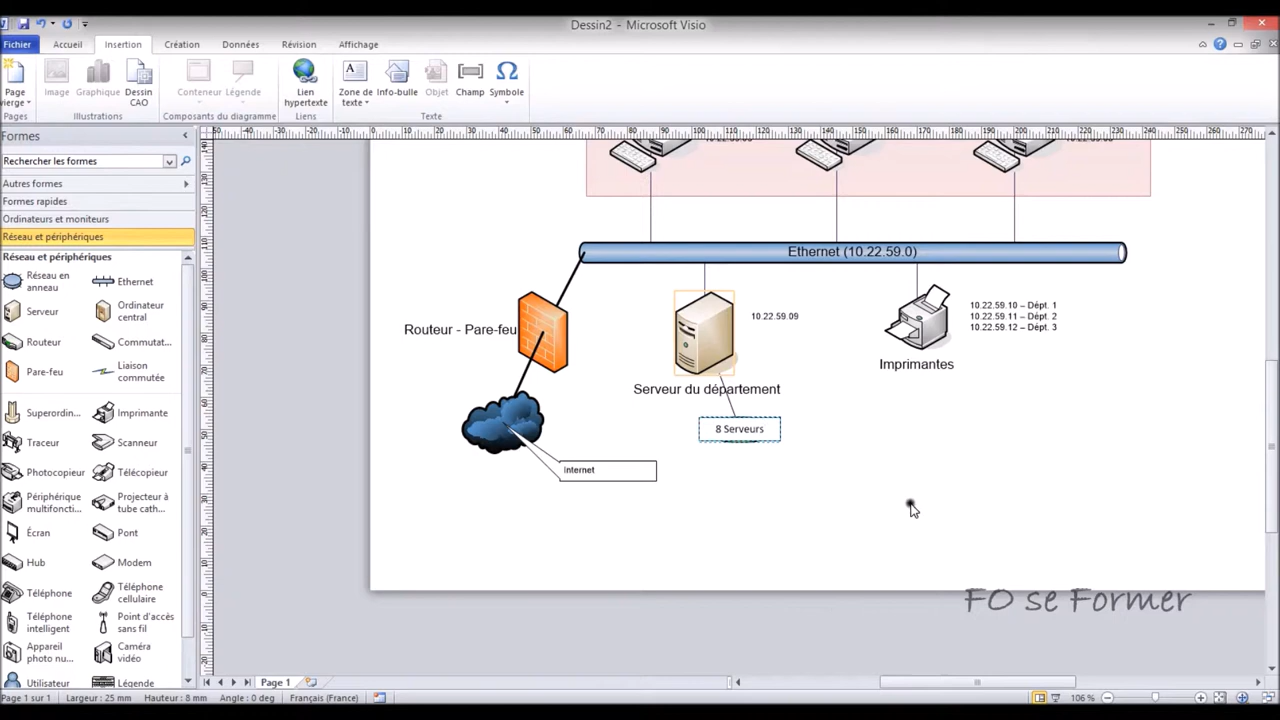 Dessin2 - Microsoft Visio
Fichier Accueil Insertion Création Données Révision Affichage
Page
vierge
Image
Graphique
Dessin
CAO
Conteneur
Légende
Lien
hypertexte
Zone de
texte
Info-bulle
Objet
Champ
Symbole
Pages
Illustrations
Composants du diagramme
Liens
Texte
Formes
Rechercher les formes
Autres formes
Formes rapides
Ordinateurs et moniteurs
Réseau et périphériques
Réseau et périphériques
Réseau en
anneau
Ethernet
Serveur
Ordinateur
central
Routeur
Commutat...
Pare-feu
Liaison
commutée
Superordin...
Imprimante
Traceur
Scanneur
Photocopieur
Télécopieur
Périphérique
multifoncti...
Projecteur à
tube cath...
Écran
Pont
Hub
Modem
Téléphone
Téléphone
cellulaire
Téléphone
intelligent
Point d'accès
sans fil
Appareil
photo nu...
Caméra
vidéo
Utilisateur
Légende
Ethernet (10.22.59.0)
Routeur - Pare-feu
10.22.59.09
10.22.59.10 – Dépt. 1
10.22.59.11 – Dépt. 2
10.22.59.12 – Dépt. 3
Imprimantes
Serveur du département
8 Serveurs
Internet
FO se Former
Page 1
Page 1 sur 1 Largeur : 25 mm Hauteur : 8 mm Angle : 0 deg Français (France)
106 %